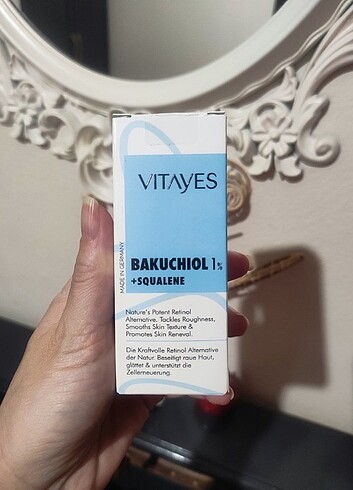 VITAYES
MADE IN GERMANY
BAKUCHIOL 1%
+SQUALENE
Nature's Potent Retinol
Alternative. Tackles Roughness,
Smooths Skin Texture &
Promotes Skin Renewal.
Die Kraftvolle Retinol Alternative
der Natur. Beseitigt raue Haut,
glättet & unterstützt die
Zellerneuerung.